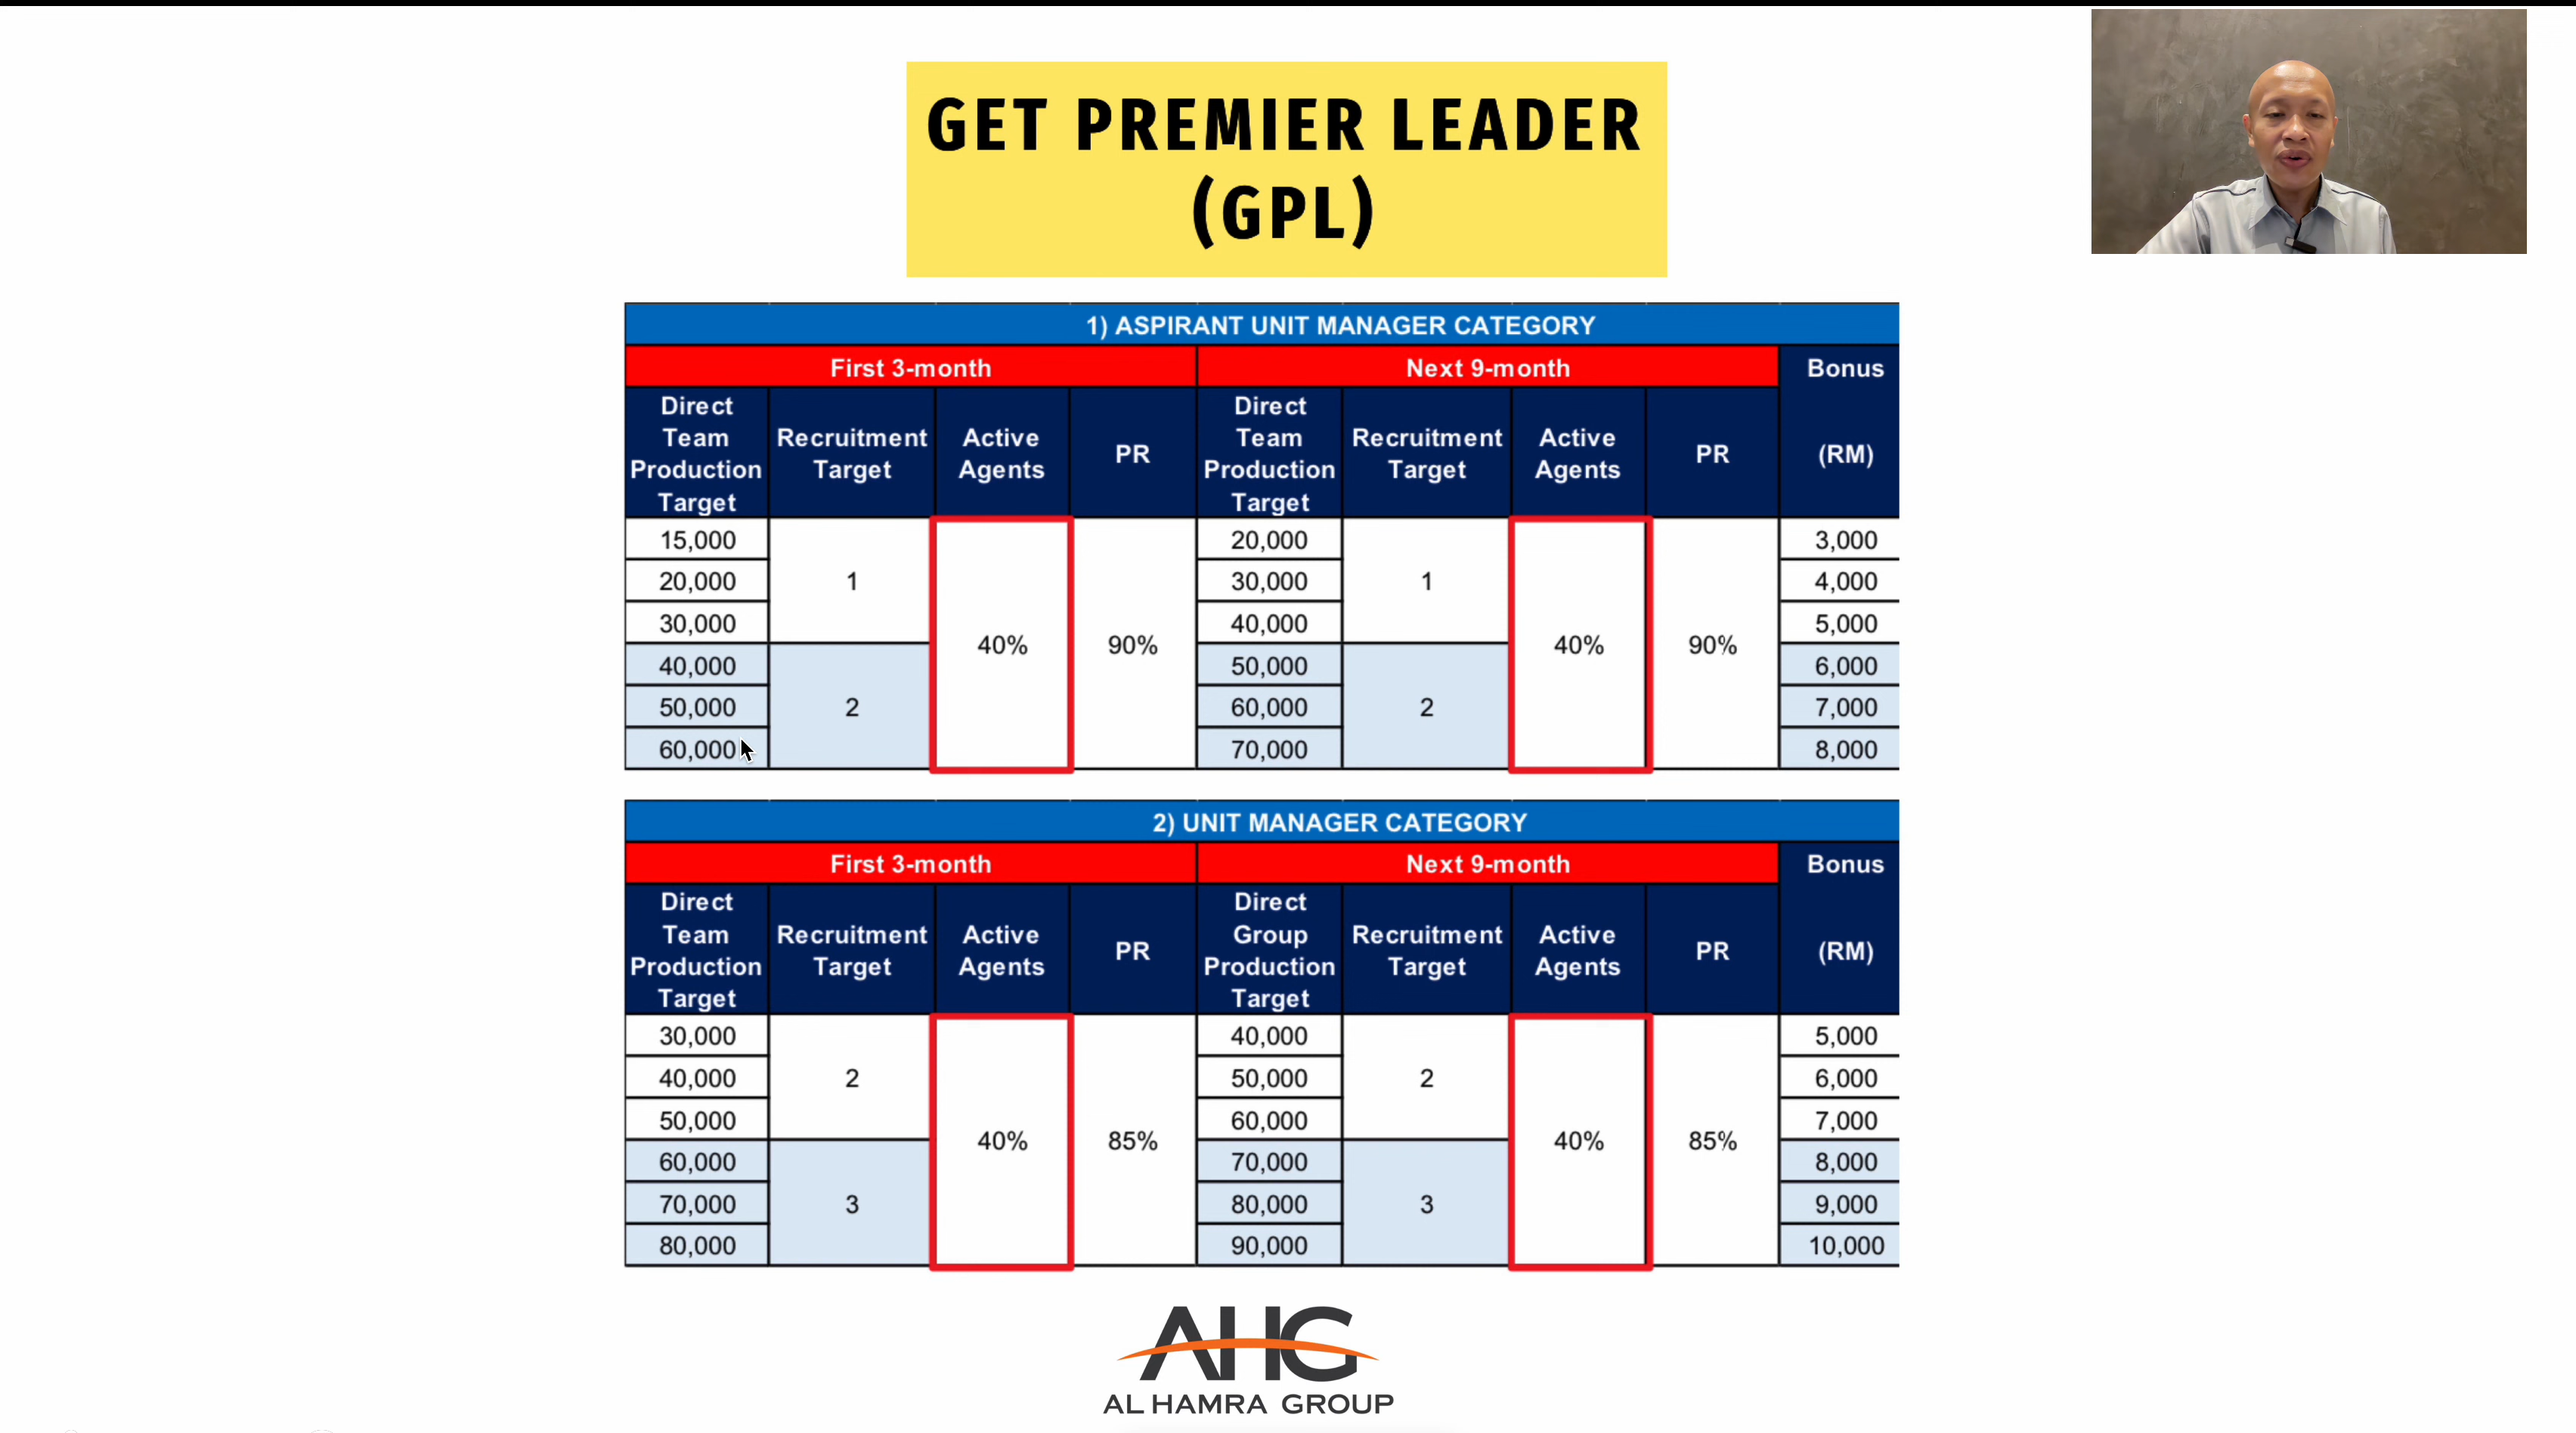 GET PREMIER LEADER
(GPL)
1) ASPIRANT UNIT MANAGER CATEGORY
First 3-month Next 9-month Bonus
Direct Team Production Target Recruitment Target Active Agents PR Direct Team Production Target Recruitment Target Active Agents PR (RM)
15,000 20,000 3,000
20,000 1 30,000 1 4,000
30,000 40,000 5,000
40% 90% 40% 90%
40,000 50,000 6,000
50,000 2 60,000 2 7,000
60,000 70,000 8,000
2) UNIT MANAGER CATEGORY
First 3-month Next 9-month Bonus
Direct Team Production Target Recruitment Target Active Agents PR Direct Group Production Target Recruitment Target Active Agents PR (RM)
30,000 40,000 5,000
40,000 2 50,000 2 6,000
50,000 60,000 7,000
40% 85% 40% 85%
60,000 70,000 8,000
70,000 3 80,000 3 9,000
80,000 90,000 10,000
AHG
AL HAMRA GROUP